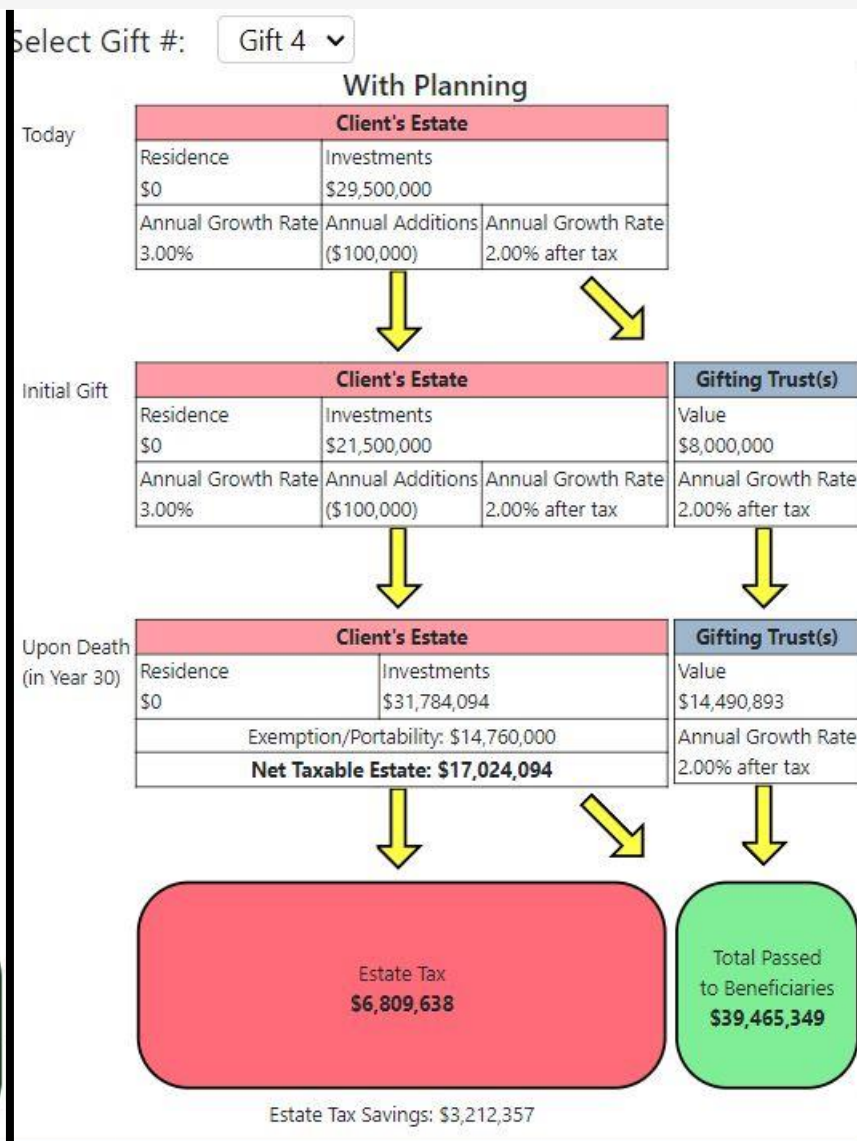 Select Gift #: Gift 4
With Planning
Today
Client's Estate
Residence Investments
$0 $29,500,000
Annual Growth Rate Annual Additions Annual Growth Rate
3.00% ($100,000) 2.00% after tax
Initial Gift
Client's Estate Gifting Trust(s)
Residence Investments Value
$0 $21,500,000 $8,000,000
Annual Growth Rate Annual Additions Annual Growth Rate Annual Growth Rate
3.00% ($100,000) 2.00% after tax 2.00% after tax
Upon Death
(in Year 30)
Client's Estate Gifting Trust(s)
Residence Investments Value
$0 $31,784,094 $14,490,893
Exemption/Portability: $14,760,000 Annual Growth Rate
Net Taxable Estate: $17,024,094 2.00% after tax
Estate Tax
$6,809,638
Total Passed
to Beneficiaries
$39,465,349
Estate Tax Savings: $3,212,357